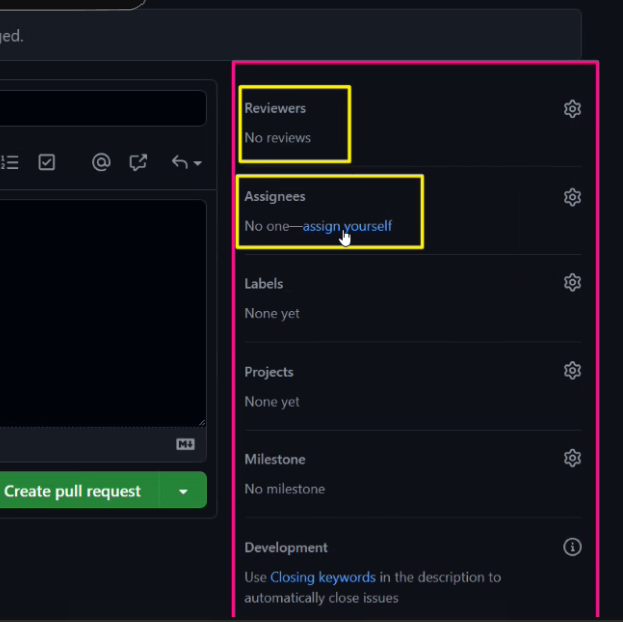 ged.
Reviewers
No reviews
Assignees
No one—assign yourself
Labels
None yet
Projects
None yet
Milestone
No milestone
Create pull request
Development
Use Closing keywords in the description to
automatically close issues